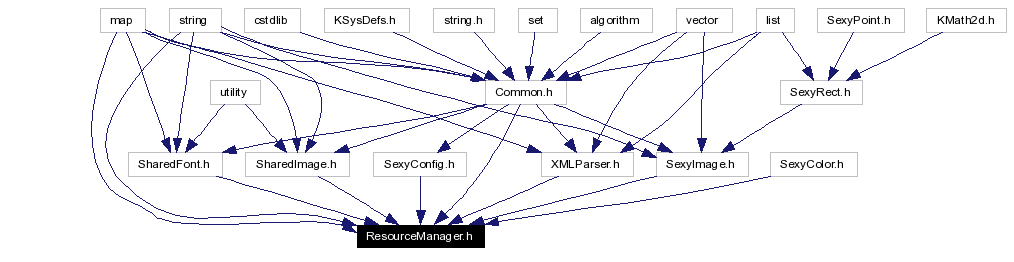 map
string
cstdlib
KSysDefs.h
string.h
set
algorithm
vector
list
SexyPoint.h
KMath2d.h
utility
Common.h
SexyRect.h
SharedFont.h
SharedImage.h
SexyConfig.h
XMLParser.h
SexyImage.h
SexyColor.h
ResourceManager.h